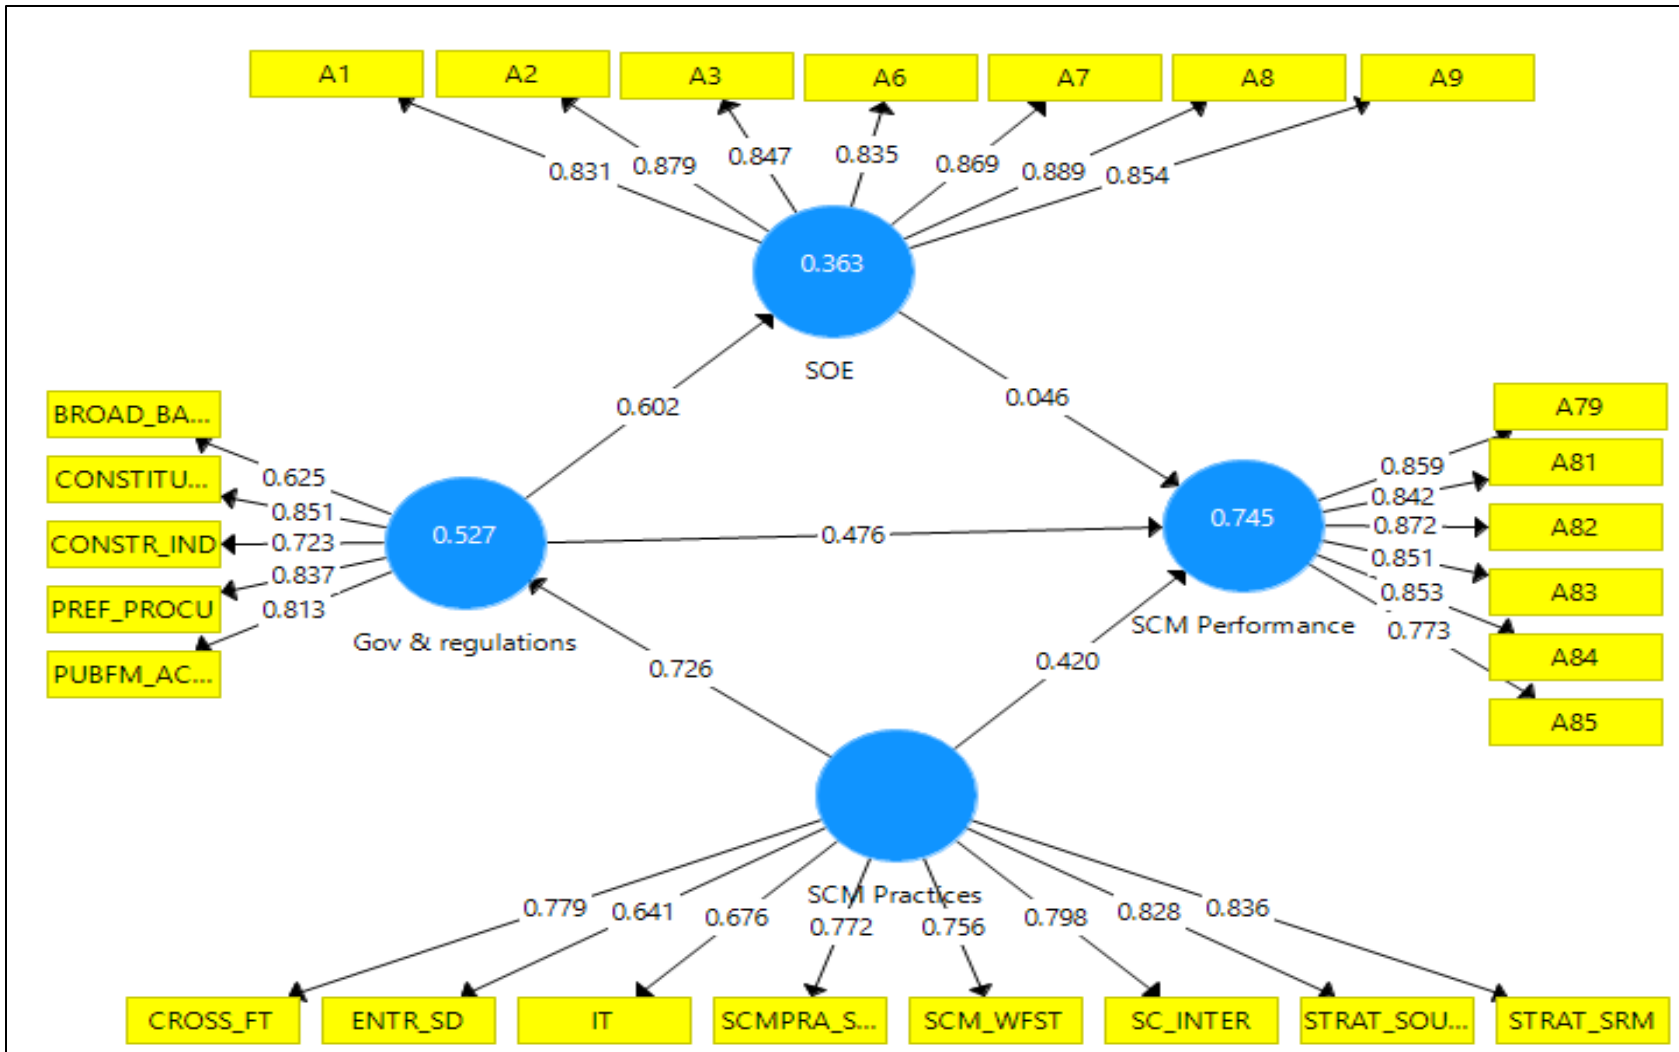 A1
A2
A3
A6
A7
A8
A9
0.831
0.879
0.847
0.835
0.869
0.889
0.854
0.363
SOE
0.602
0.046
BROAD_BA...
CONSTITU...
CONSTR_IND
PREF_PROCU
PUBFM_AC...
0.625
0.851
0.723
0.837
0.813
0.527
Gov & regulations
0.476
0.745
SCM Performance
0.859
0.842
0.872
0.851
0.853
0.773
A79
A81
A82
A83
A84
A85
0.726
0.420
SCM Practices
0.779
0.641
0.676
0.772
0.756
0.798
0.828
0.836
CROSS_FT
ENTR_SD
IT
SCMPRA_S...
SCM_WFST
SC_INTER
STRAT_SOU...
STRAT_SRM